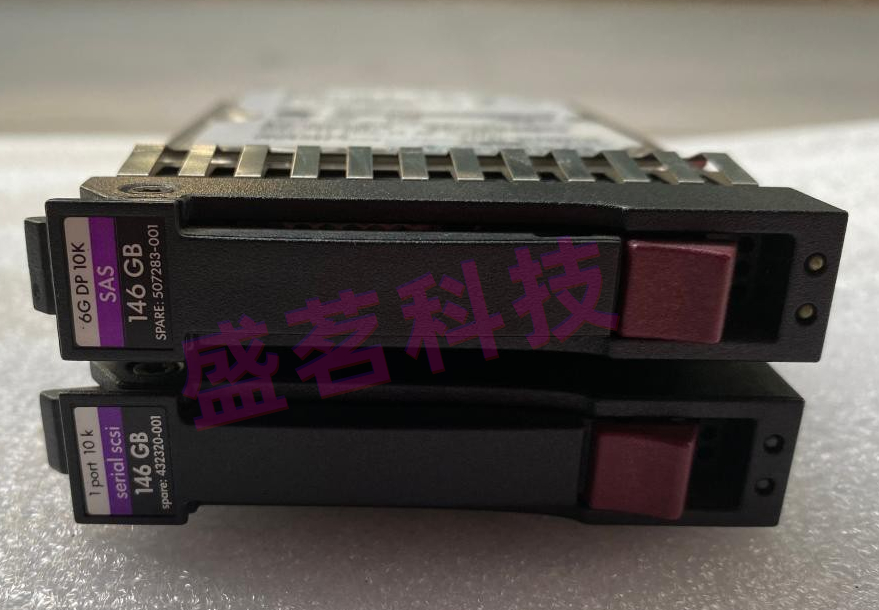 6G DP 10K
SAS
146 GB
SPARE: 507283-001
盛茗科技
1 port 10 k
serial scsi
146 GB
spare: 432320-001